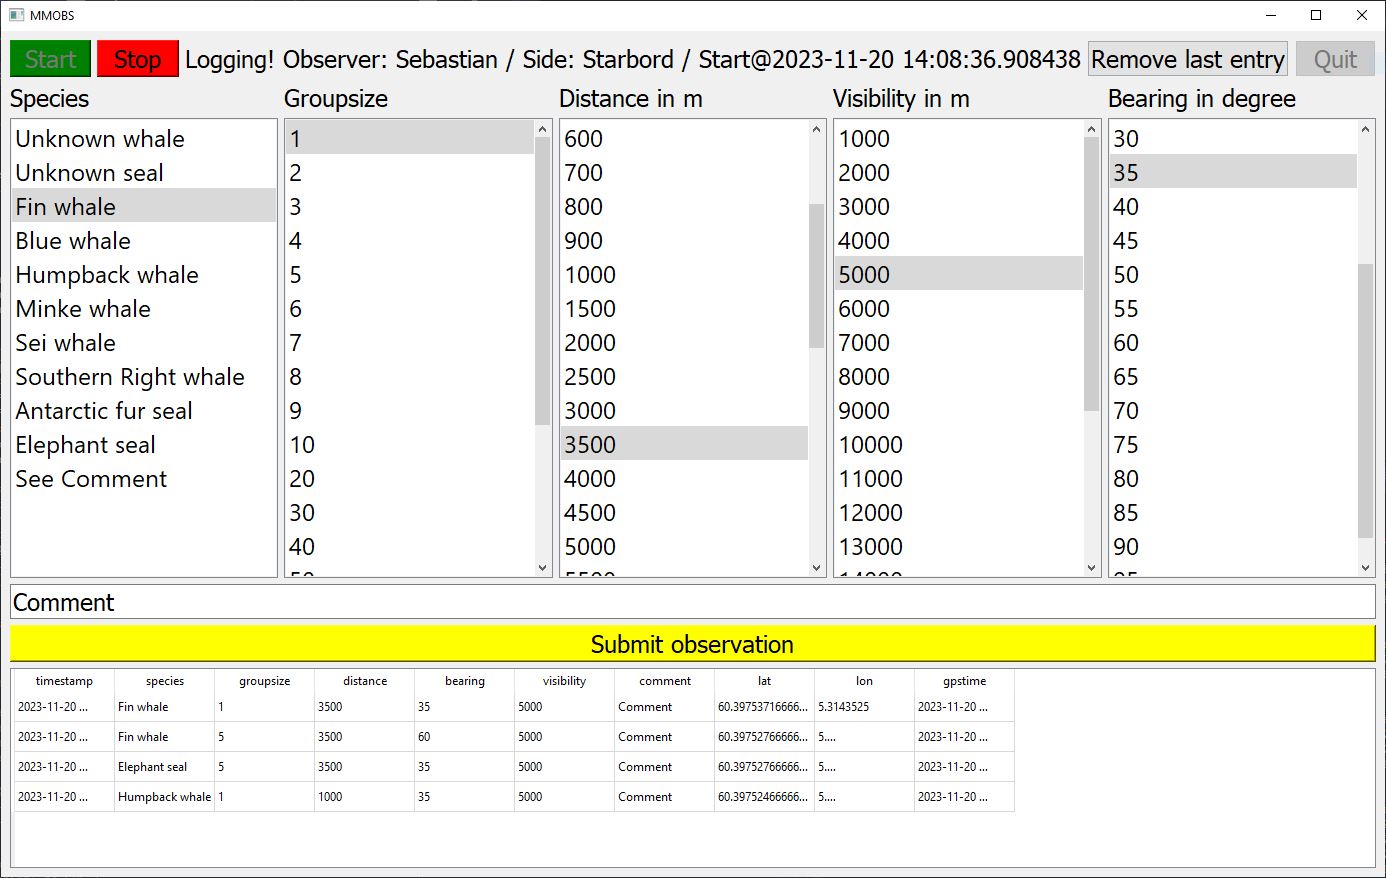 MMOBS
Start Stop Logging! Observer: Sebastian / Side: Starbord / Start@2023-11-20 14:08:36.908438 Remove last entry Quit
Species Groupsize Distance in m Visibility in m Bearing in degree
Unknown whale 1 600 1000 30
Unknown seal 2 700 2000 35
Fin whale 3 800 3000 40
Blue whale 4 900 4000 45
Humpback whale 5 1000 5000 50
Minke whale 6 1500 6000 55
Sei whale 7 2000 7000 60
Southern Right whale 8 2500 8000 65
Antarctic fur seal 9 3000 9000 70
Elephant seal 10 3500 10000 75
See Comment 20 4000 11000 80
30 4500 12000 85
40 5000 13000 90
Comment
Submit observation
timestamp species groupsize distance bearing visibility comment lat lon gpstime
2023-11-20 ... Fin whale 1 3500 35 5000 Comment 60.39753716666... 5.3143525 2023-11-20 ...
2023-11-20 ... Fin whale 5 3500 60 5000 Comment 60.39752766666... 5.... 2023-11-20 ...
2023-11-20 ... Elephant seal 5 3500 35 5000 Comment 60.39752766666... 5.... 2023-11-20 ...
2023-11-20 ... Humpback whale 1 1000 35 5000 Comment 60.39752466666... 5.... 2023-11-20 ...